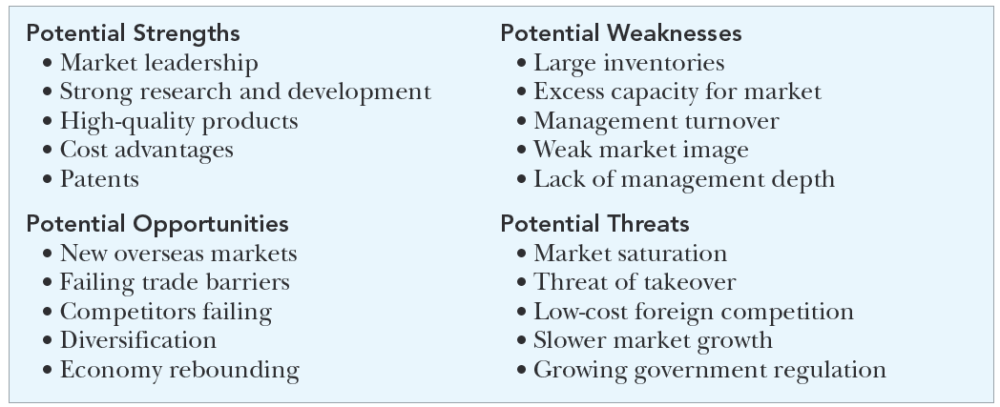 Potential Strengths
• Market leadership
• Strong research and development
• High-quality products
• Cost advantages
• Patents
Potential Weaknesses
• Large inventories
• Excess capacity for market
• Management turnover
• Weak market image
• Lack of management depth
Potential Opportunities
• New overseas markets
• Failing trade barriers
• Competitors failing
• Diversification
• Economy rebounding
Potential Threats
• Market saturation
• Threat of takeover
• Low-cost foreign competition
• Slower market growth
• Growing government regulation